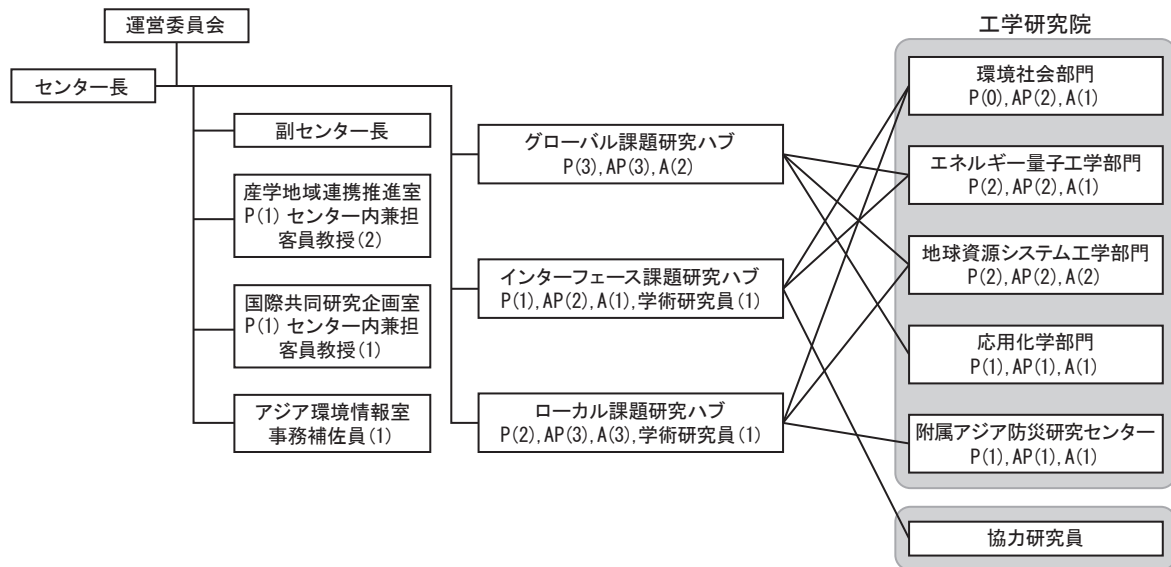 運営委員会
センター長
副センター長
産学地域連携推進室
P(1) センター内兼担
客員教授(2)
国際共同研究企画室
P(1) センター内兼担
客員教授(1)
アジア環境情報室
事務補佐員(1)
グローバル課題研究ハブ
P(3), AP(3), A(2)
インターフェース課題研究ハブ
P(1), AP(2), A(1), 学術研究員(1)
ローカル課題研究ハブ
P(2), AP(3), A(3), 学術研究員(1)
工学研究院
環境社会部門
P(0), AP(2), A(1)
エネルギー量子工学部門
P(2), AP(2), A(1)
地球資源システム工学部門
P(2), AP(2), A(2)
応用化学部門
P(1), AP(1), A(1)
附属アジア防災研究センター
P(1), AP(1), A(1)
協力研究員